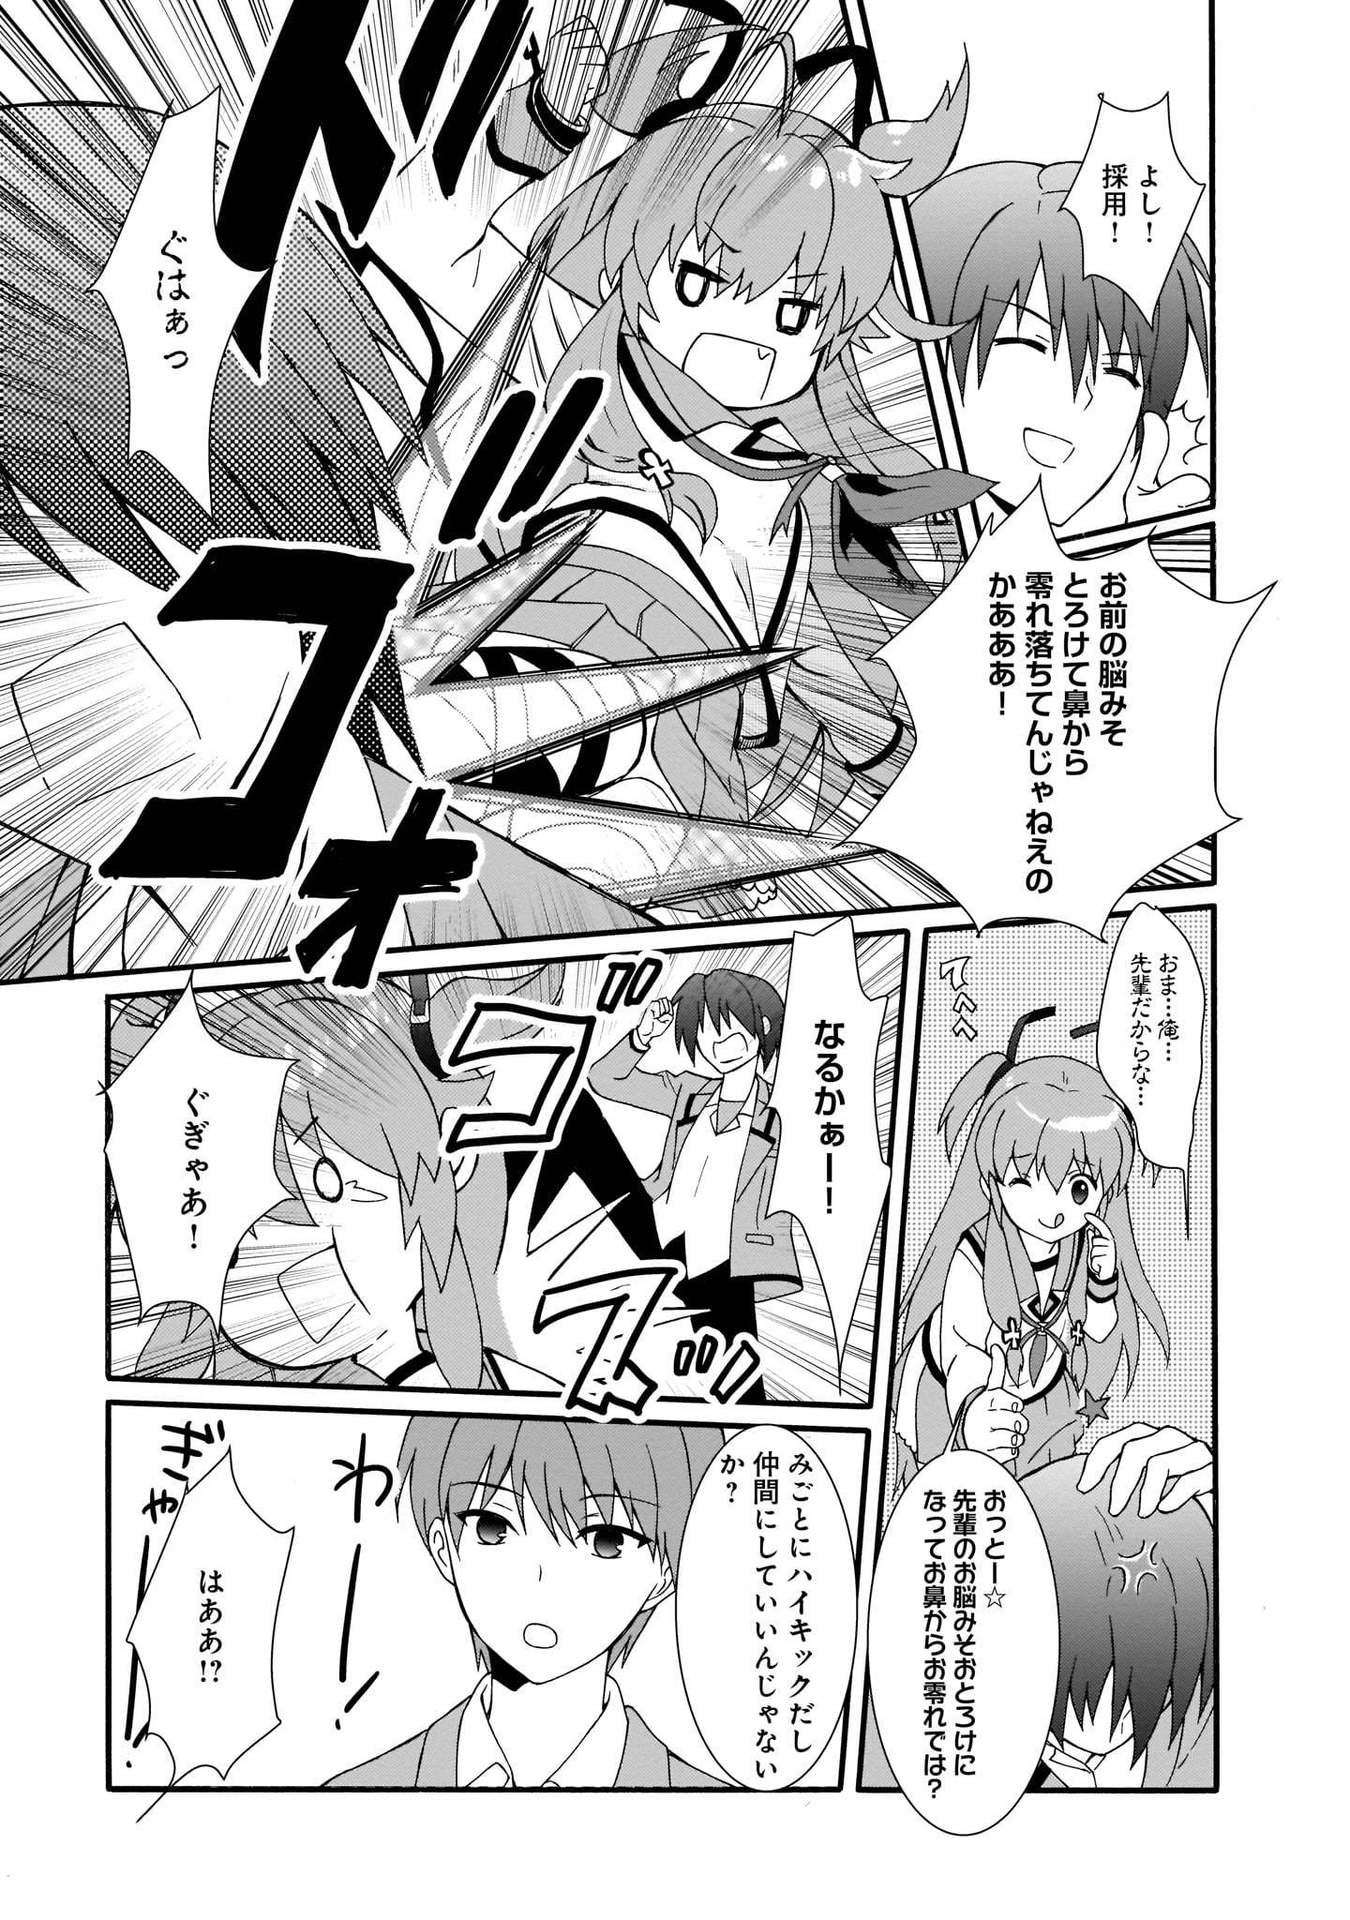 よし！
採用！
お前の脳みそ
とろけて鼻から
零れ落ちてんじゃねえの
かあああ！
ドゴォ
ぐはぁっ
おま…俺…
先輩だからな…
てへへ
おっとー☆
先輩のお脳みそおとろけに
なってお鼻からお零れでは？
なるかぁー！
ゴブス
ぐぎゃあ！
みごとにハイキックだし
仲間にしていいんじゃない
か？
わー！
ぎゃー！
はああ!?